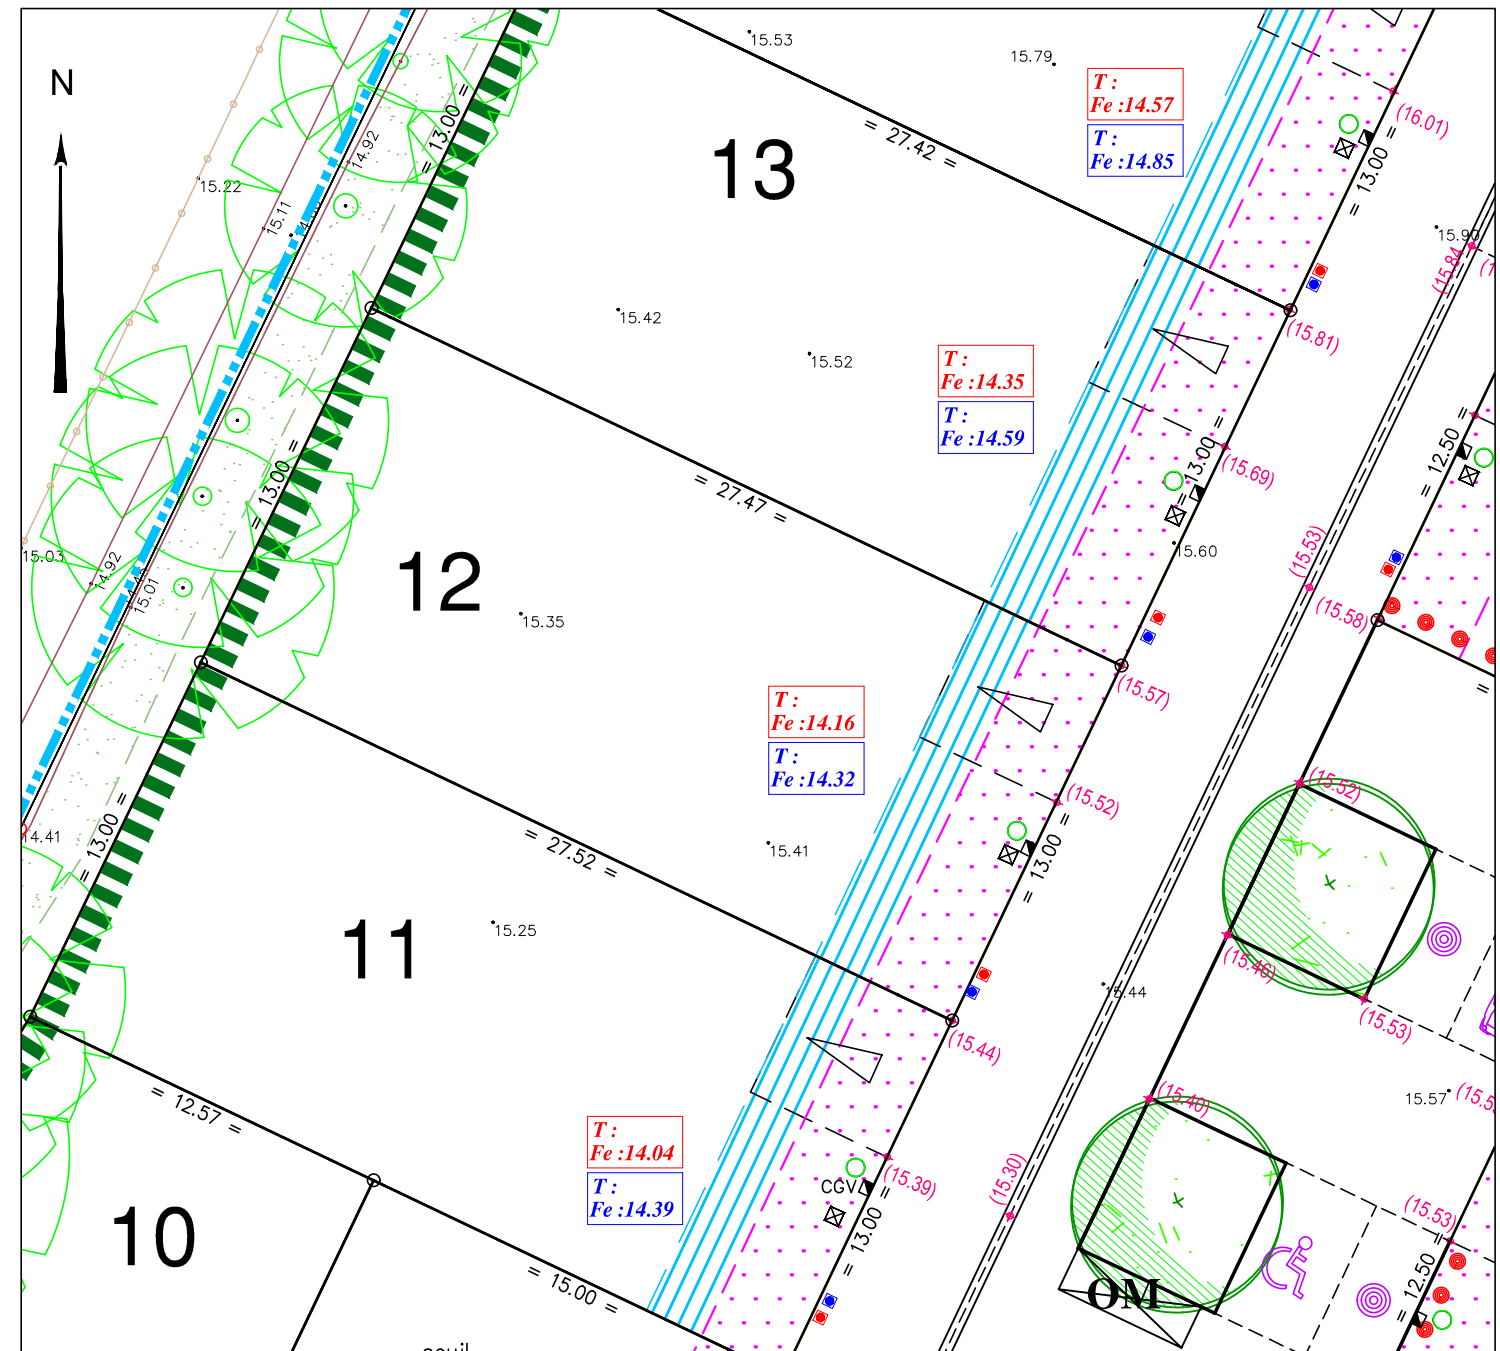 N
15.53
15.79
T :
Fe :14.57
T :
Fe :14.85
(16.01)
= 13.00 =
14.92
= 27.42 =
13
= 13.00 =
15.22
15.11
15.90
(15.84)
15.42
15.52
(15.81)
T :
Fe :14.35
T :
Fe :14.59
= 13.00 =
= 27.47 =
= 13.00 =
(15.69)
= 12.50 =
15.03
14.92
15.01
12
15.35
15.60
(15.53)
(15.58)
T :
Fe :14.16
T :
Fe :14.32
(15.57)
=
14.41
= 13.00 =
= 27.52 =
15.41
(15.52)
= 13.00 =
(15.52)
11
15.25
(15.46)
15.44
(15.53)
(15.44)
= 12.57 =
T :
Fe :14.04
T :
Fe :14.39
(15.40)
15.57
CGV
(15.39)
= 13.00 =
(15.30)
(15.53)
10
= 15.00 =
OM
= 12.50 =